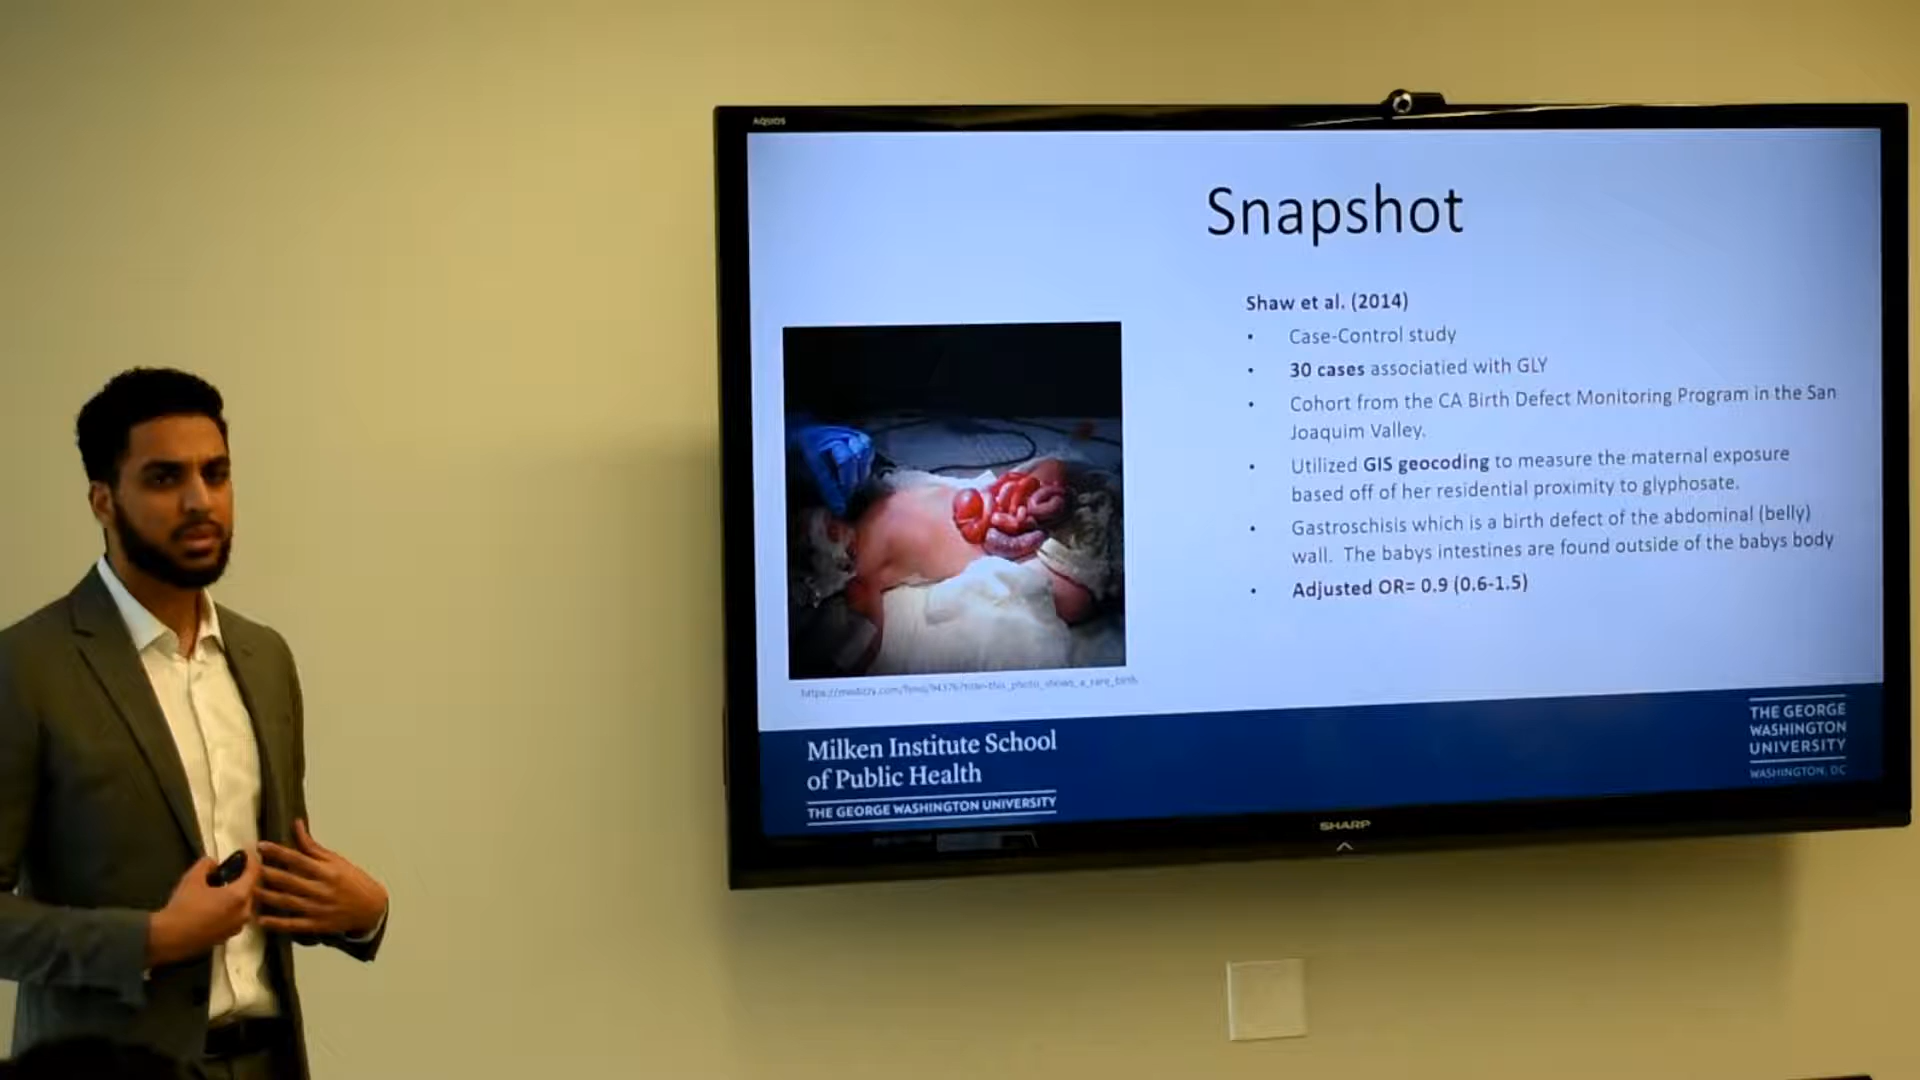 AQUOS
Snapshot
Shaw et al. (2014)
• Case-Control study
• 30 cases associatied with GLY
• Cohort from the CA Birth Defect Monitoring Program in the San
Joaquim Valley.
• Utilized GIS geocoding to measure the maternal exposure
based off of her residential proximity to glyphosate.
• Gastroschisis which is a birth defect of the abdominal (belly)
wall. The babys intestines are found outside of the babys body
• Adjusted OR= 0.9 (0.6-1.5)
Milken Institute School
of Public Health
THE GEORGE WASHINGTON UNIVERSITY
THE GEORGE
WASHINGTON
UNIVERSITY
WASHINGTON, DC
SHARP